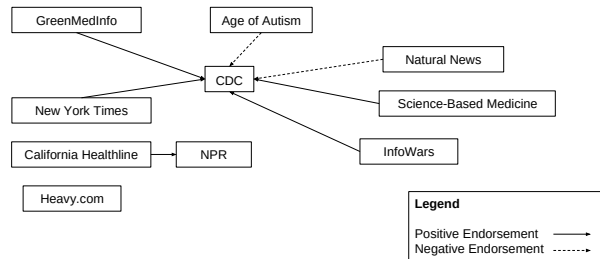 GreenMedInfo
Age of Autism
Natural News
CDC
New York Times
Science-Based Medicine
California Healthline
NPR
InfoWars
Heavy.com
Legend
Positive Endorsement
Negative Endorsement